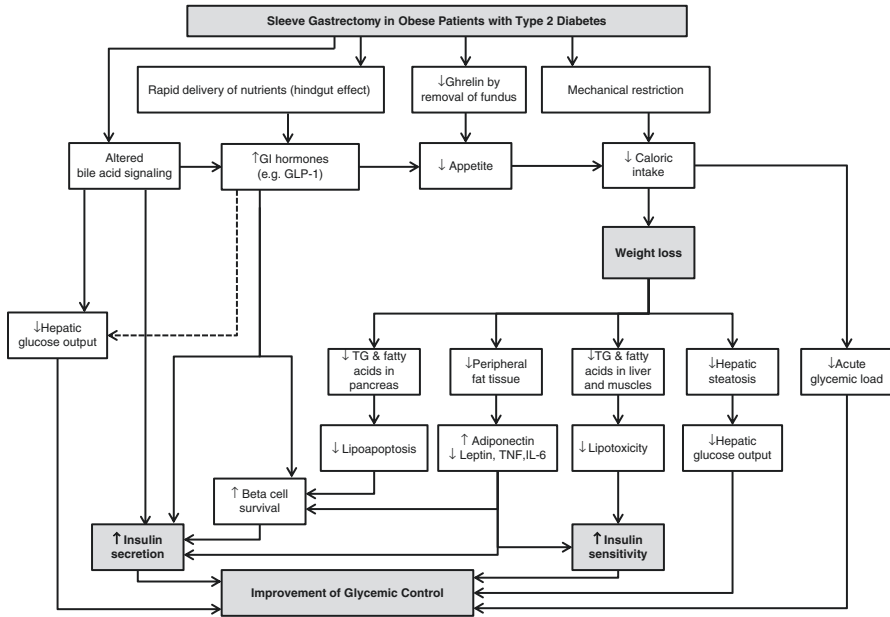 Sleeve Gastrectomy in Obese Patients with Type 2 Diabetes
Rapid delivery of nutrients (hindgut effect)
↓Ghrelin by
removal of fundus
Mechanical restriction
Altered
bile acid signaling
↑GI hormones
(e.g. GLP-1)
↓ Appetite
↓ Caloric
intake
Weight loss
↓Hepatic
glucose output
↓ TG & fatty
acids in
pancreas
↓Peripheral
fat tissue
↓TG & fatty
acids in liver
and muscles
↓Hepatic
steatosis
↓Acute
glycemic load
↓ Lipoapoptosis
↑ Adiponectin
↓ Leptin, TNF,IL-6
↓ Lipotoxicity
↓Hepatic
glucose output
↑ Beta cell
survival
↑ Insulin
secretion
↑ Insulin
sensitivity
Improvement of Glycemic Control